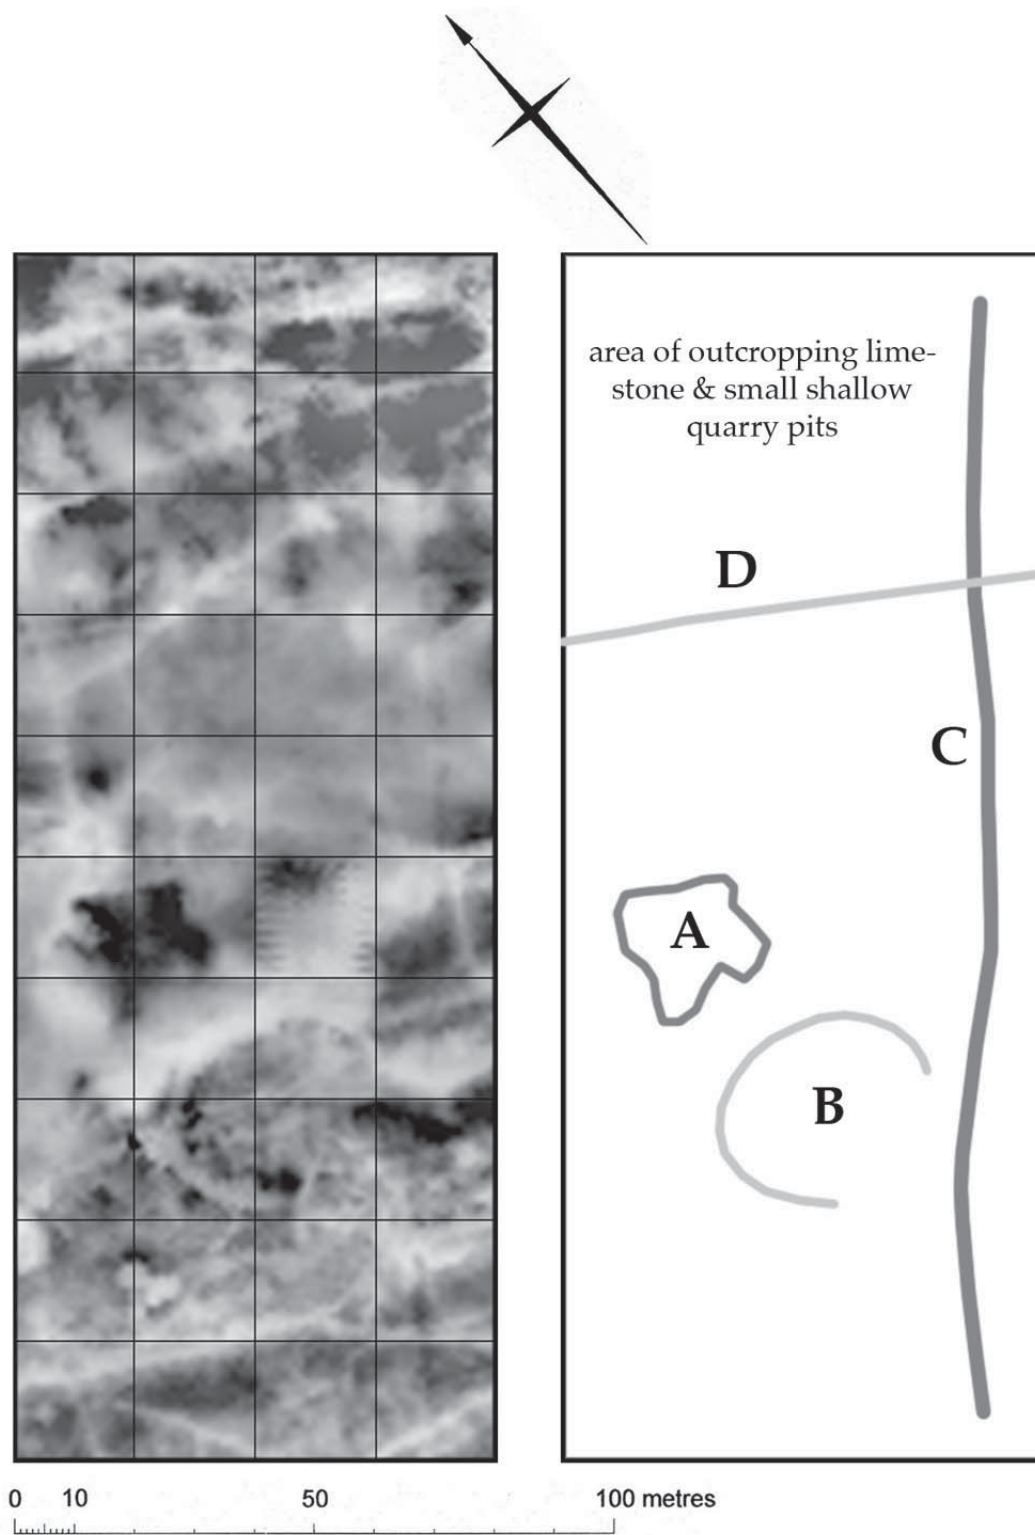 area of outcropping lime-
stone & small shallow
quarry pits
D
C
A
B
0 10 50 100 metres